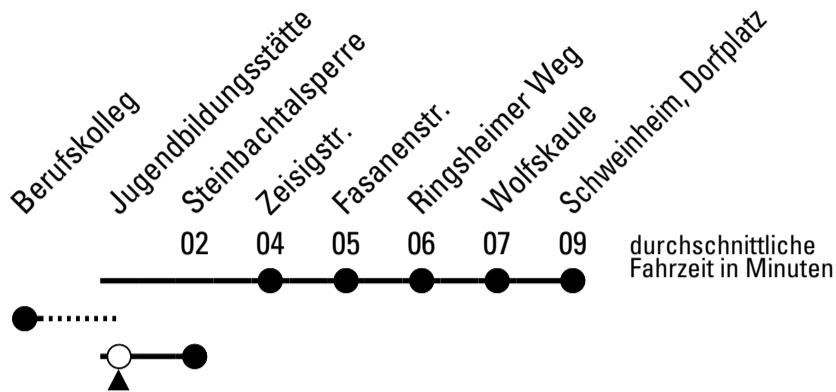 Berufskolleg
Jugendbildungsstätte
Steinbachtalsperre
Zeisigstr.
Fasanenstr.
Ringsheimer Weg
Wolfskaule
Schweinheim, Dorfplatz
02 04 05 06 07 09
durchschnittliche
Fahrzeit in Minuten